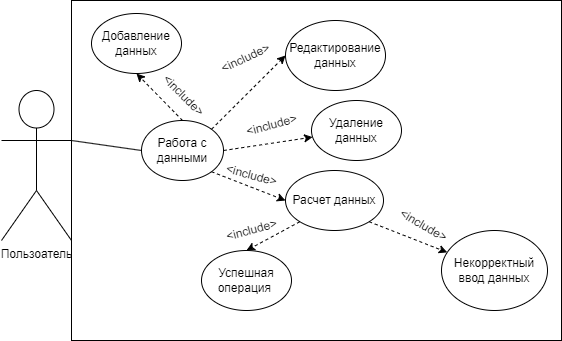 Добавление
данных
<include>
Редактирование
данных
<include>
Удаление
данных
<include>
Работа с
данными
<include>
Расчет данных
<include>
<include>
Пользоатель
Успешная
операция
Некорректный
ввод данных